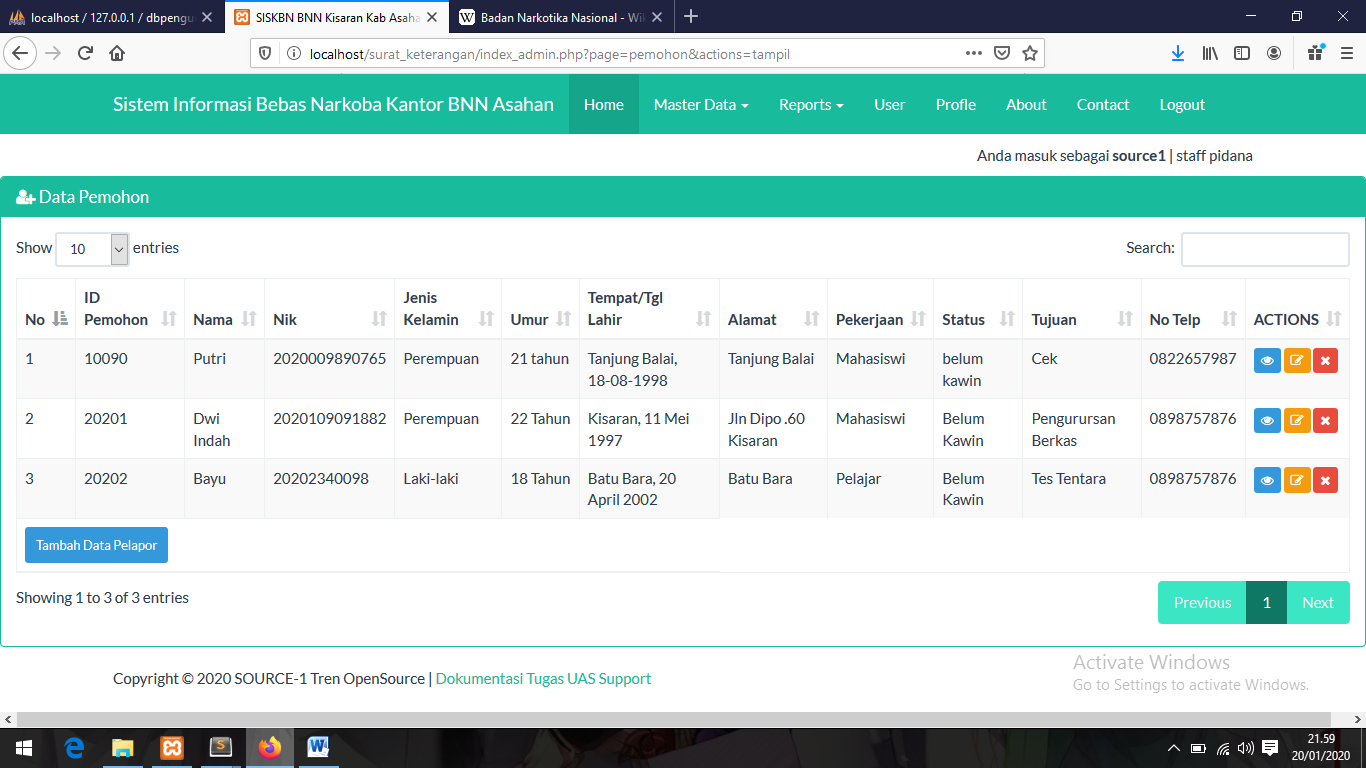 localhost / 127.0.0.1 / dbpengu
SISKBN BNN Kisaran Kab Asaha
Badan Narkotika Nasional - Wi
localhost/surat_keterangan/index_admin.php?page=pemohon&actions=tampil
Sistem Informasi Bebas Narkoba Kantor BNN Asahan Home Master Data Reports User Profle About Contact Logout
Anda masuk sebagai source1 | staff pidana
Data Pemohon
Show 10 entries Search:
No ID Pemohon Nama Nik Jenis Kelamin Umur Tempat/Tgl Lahir Alamat Pekerjaan Status Tujuan No Telp ACTIONS
1 10090 Putri 2020009890765 Perempuan 21 tahun Tanjung Balai, 18-08-1998 Tanjung Balai Mahasiswi belum kawin Cek 0822657987
2 20201 Dwi Indah 2020109091882 Perempuan 22 Tahun Kisaran, 11 Mei 1997 Jln Dipo .60 Kisaran Mahasiswi Belum Kawin Pengurursan Berkas 0898757876
3 20202 Bayu 20202340098 Laki-laki 18 Tahun Batu Bara, 20 April 2002 Batu Bara Pelajar Belum Kawin Tes Tentara 0898757876
Tambah Data Pelapor
Showing 1 to 3 of 3 entries Previous 1 Next
Copyright © 2020 SOURCE-1 Tren OpenSource | Dokumentasi Tugas UAS Support
Activate Windows
Go to Settings to activate Windows.
21.59
20/01/2020